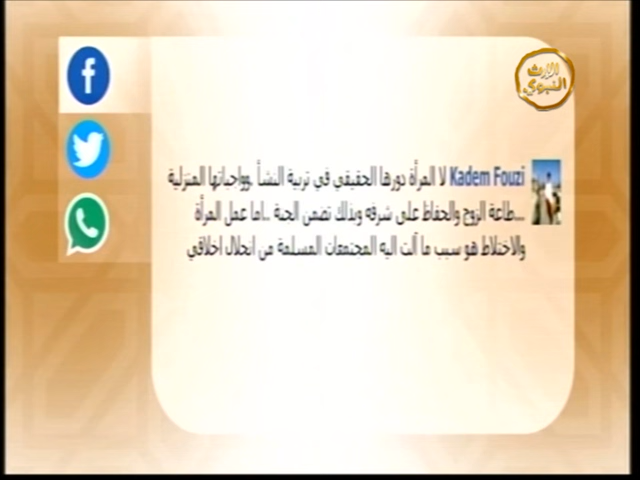 الإرث
النبوي
Kadem Fouzi لا المرأة دورها الحقيقي في تربية النشأ ,وواجباتها المنزلية
...طاعة الزوج والحفاظ على شرفه وبذلك تضمن الجنة ..اما عمل المرأة
والاختلاط هو سبب ما آلت اليه المجتمعات المسلمة من انحلال اخلاقي